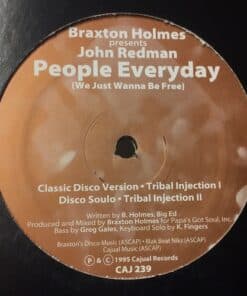 Braxton Holmes
presents
John Redman
People Everyday
(We Just Wanna Be Free)
Classic Disco Version • Tribal Injection I
Disco Soulo • Tribal Injection II
Written by B. Holmes, Big Ed
Produced and Mixed by Braxton Holmes for Papa's Got Soul, Inc.
Bass by Greg Gales, Keyboard Solo by K. Fingers
Braxton's Disco Music (ASCAP) • Blak Beat Niks (ASCAP)
Cajual Music (ASCAP)
P & C 1995 Cajual Records
CAJ 239